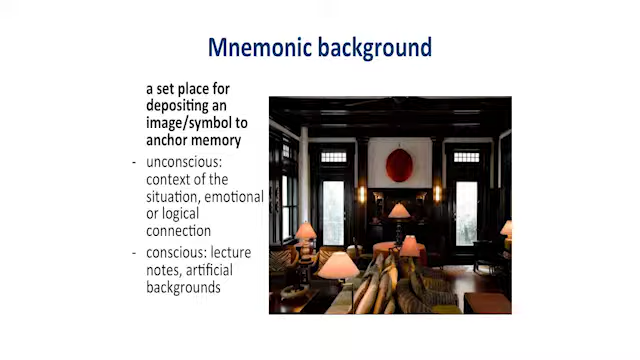 Mnemonic background
a set place for
depositing an
image/symbol to
anchor memory
- unconscious:
context of the
situation, emotional
or logical
connection
- conscious: lecture
notes, artificial
backgrounds